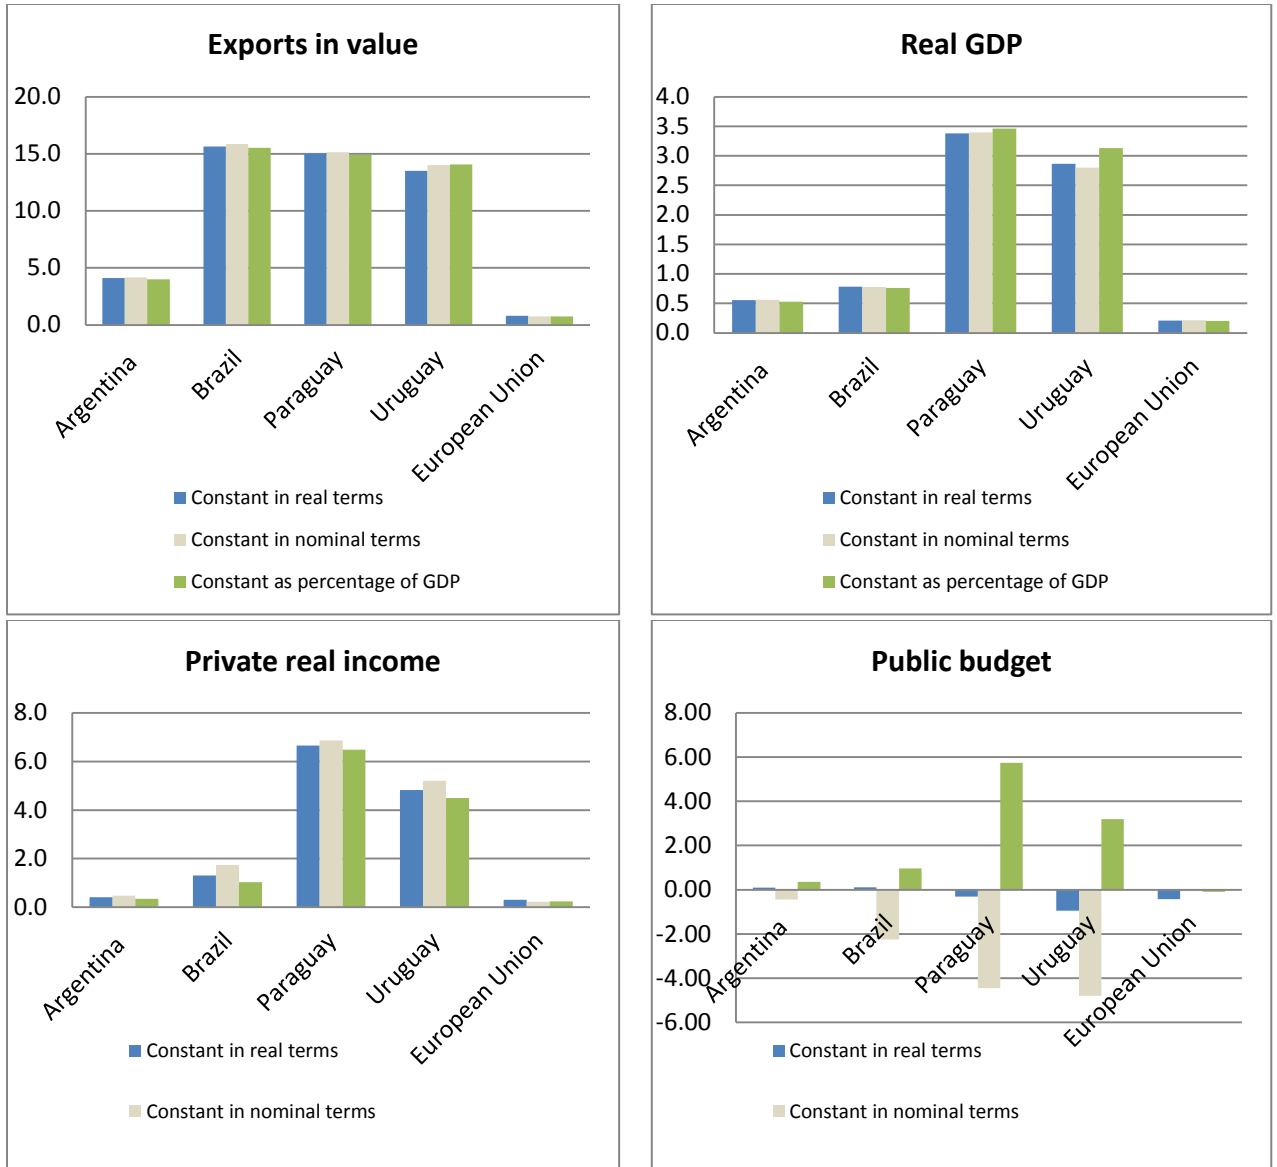 Exports in value
20.0
15.0
10.0
5.0
0.0
Argentina
Brazil
Paraguay
Uruguay
European Union
Constant in real terms
Constant in nominal terms
Constant as percentage of GDP
Real GDP
4.0
3.5
3.0
2.5
2.0
1.5
1.0
0.5
0.0
Argentina
Brazil
Paraguay
Uruguay
European Union
Constant in real terms
Constant in nominal terms
Constant as percentage of GDP
Private real income
8.0
6.0
4.0
2.0
0.0
Argentina
Brazil
Paraguay
Uruguay
European Union
Constant in real terms
Constant in nominal terms
Public budget
8.00
6.00
4.00
2.00
0.00
-2.00
-4.00
-6.00
Argentina
Brazil
Paraguay
Uruguay
European Union
Constant in real terms
Constant in nominal terms